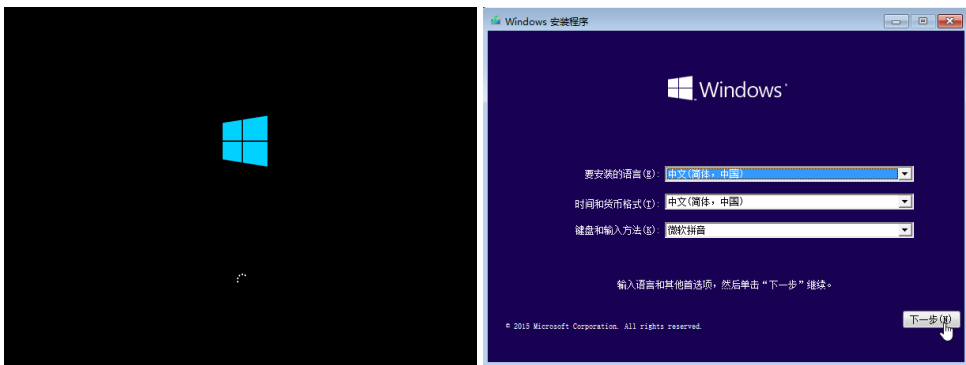 Windows 安装程序
Windows
要安装的语言(E): 中文(简体，中国)
时间和货币格式(T): 中文(简体，中国)
键盘和输入方法(K): 微软拼音
输入语言和其他首选项，然后单击“下一步”继续。
© 2015 Microsoft Corporation. All rights reserved.
下一步(N)